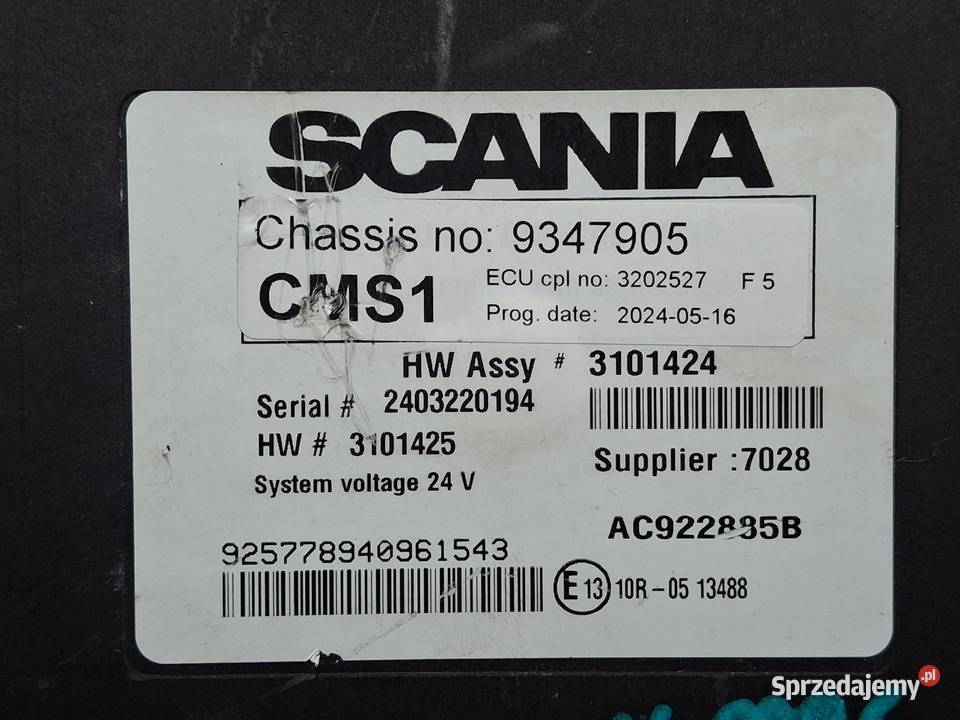 SCANIA
Chassis no: 9347905
CMS1
ECU cpl no: 3202527 F 5
Prog. date: 2024-05-16
HW Assy # 3101424
Serial # 2403220194
HW # 3101425
Supplier :7028
System voltage 24 V
AC922885B
925778940961543
E 13 10R-05 13488
Sprzedajemy.pl